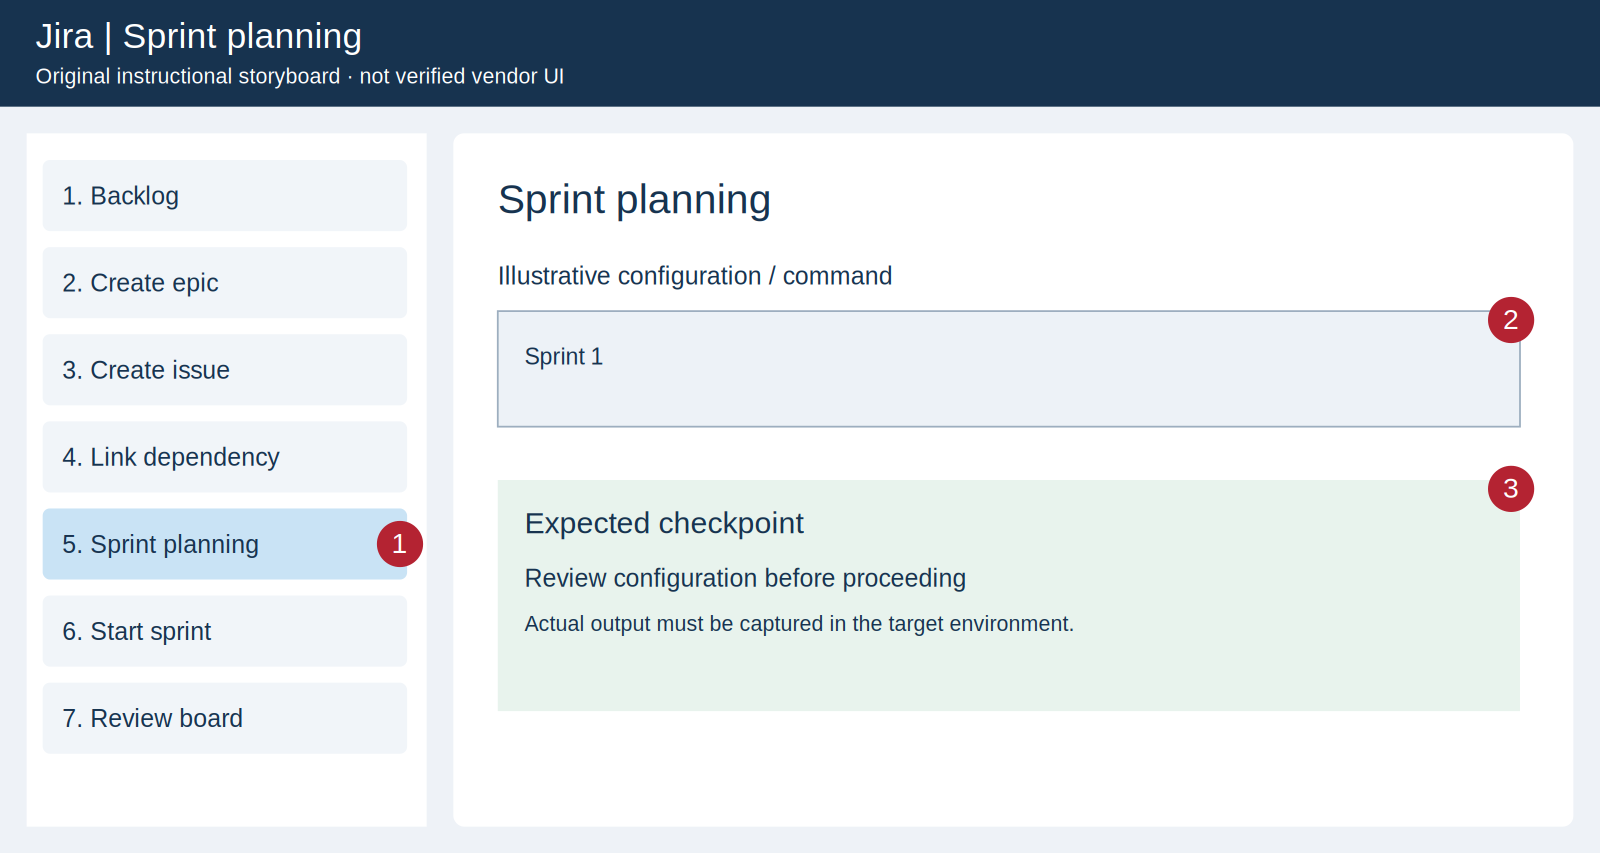 Jira | Sprint planning
Original instructional storyboard · not verified vendor UI
1. Backlog
2. Create epic
3. Create issue
4. Link dependency
5. Sprint planning
1
6. Start sprint
7. Review board
Sprint planning
Illustrative configuration / command
2
Sprint 1
3
Expected checkpoint
Review configuration before proceeding
Actual output must be captured in the target environment.